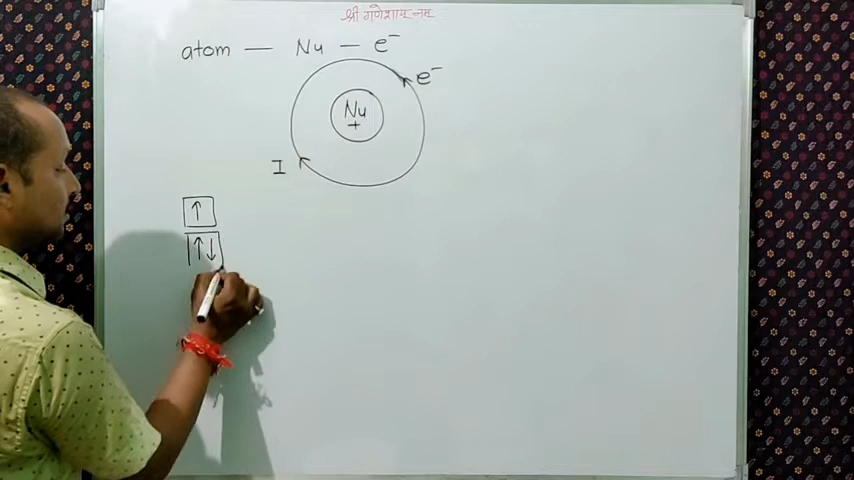 श्री गणेशाय नमः
atom — Nu — e⁻
e⁻
Nu
+
I
↑
↑↓